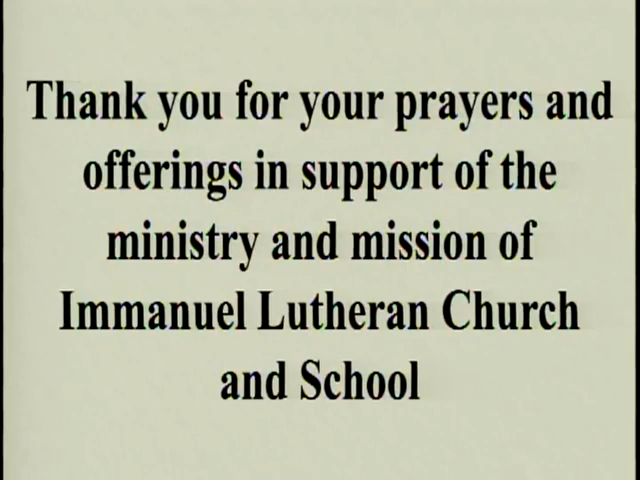 Thank you for your prayers and
offerings in support of the
ministry and mission of
Immanuel Lutheran Church
and School